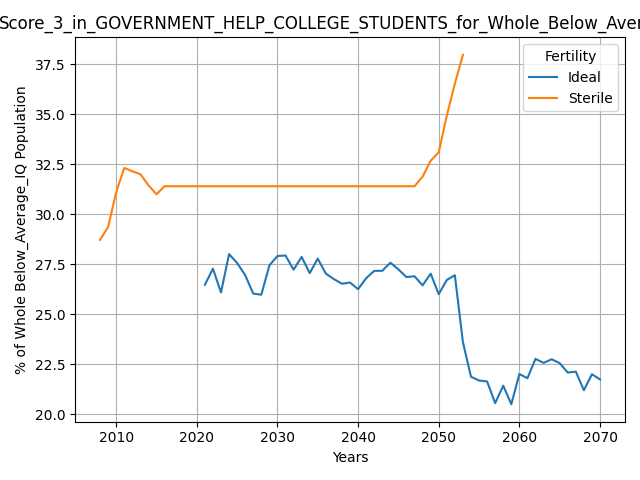 Score_3_in_GOVERNMENT_HELP_COLLEGE_STUDENTS_for_Whole_Below_Aver
Fertility
Ideal
Sterile
% of Whole Below_Average_IQ Population
37.5
35.0
32.5
30.0
27.5
25.0
22.5
20.0
2010 2020 2030 2040 2050 2060 2070
Years